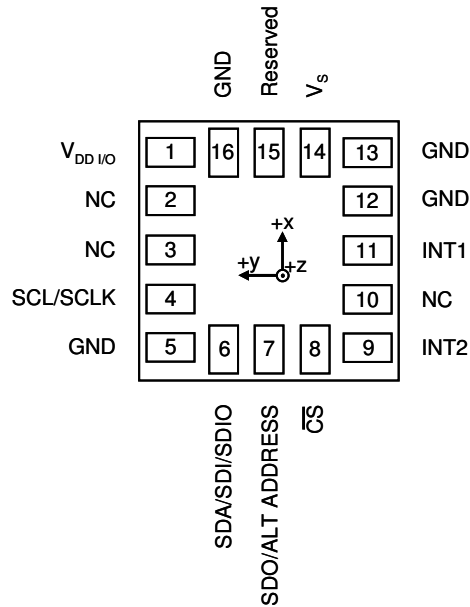 GND
Reserved
VS
VDD I/O
1
16
15
14
13
GND
NC
2
12
GND
+x
NC
3
+y
+z
11
INT1
SCL/SCLK
4
10
NC
GND
5
6
7
8
9
INT2
SDA/SDI/SDIO
SDO/ALT ADDRESS
C̅S̅